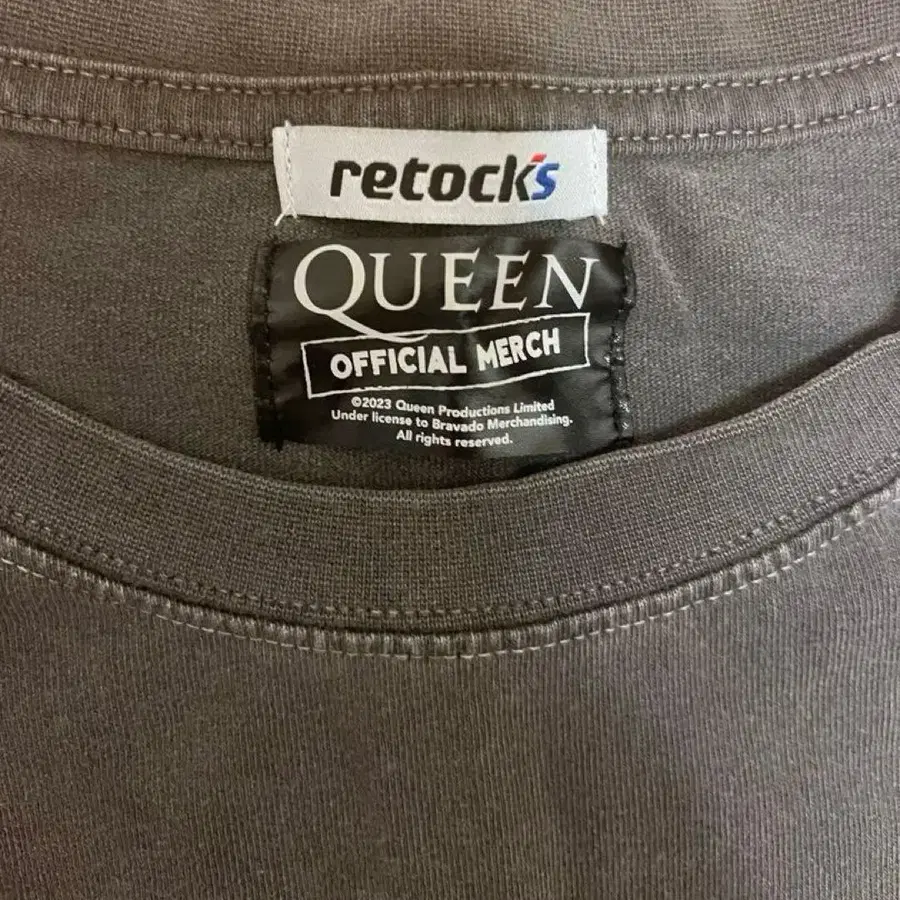 retock's
QUEEN
OFFICIAL MERCH
©2023 Queen Productions Limited
Under license to Bravado Merchandising.
All rights reserved.